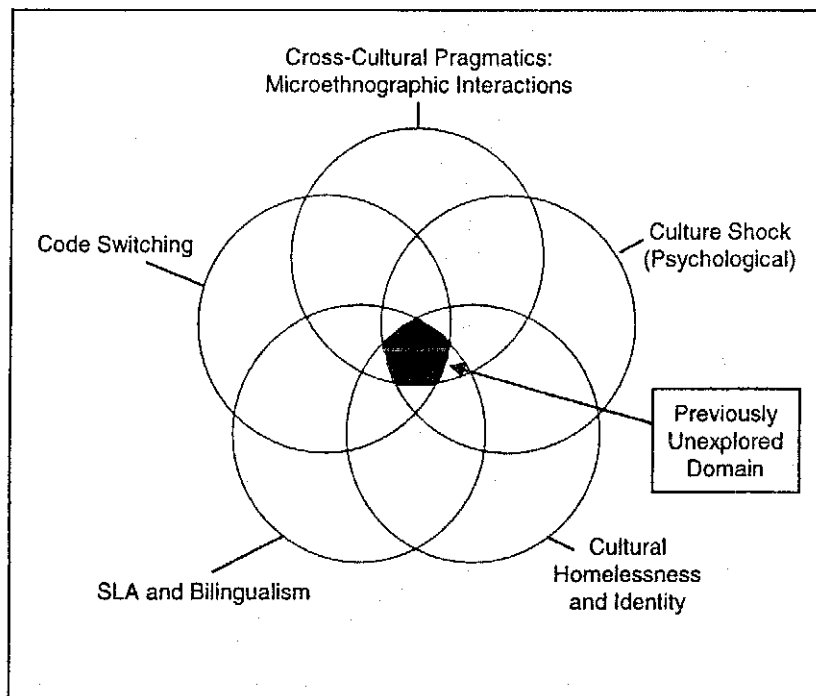 Cross-Cultural Pragmatics:
Microethnographic Interactions
Code Switching
Culture Shock
(Psychological)
Previously
Unexplored
Domain
SLA and Bilingualism
Cultural
Homelessness
and Identity